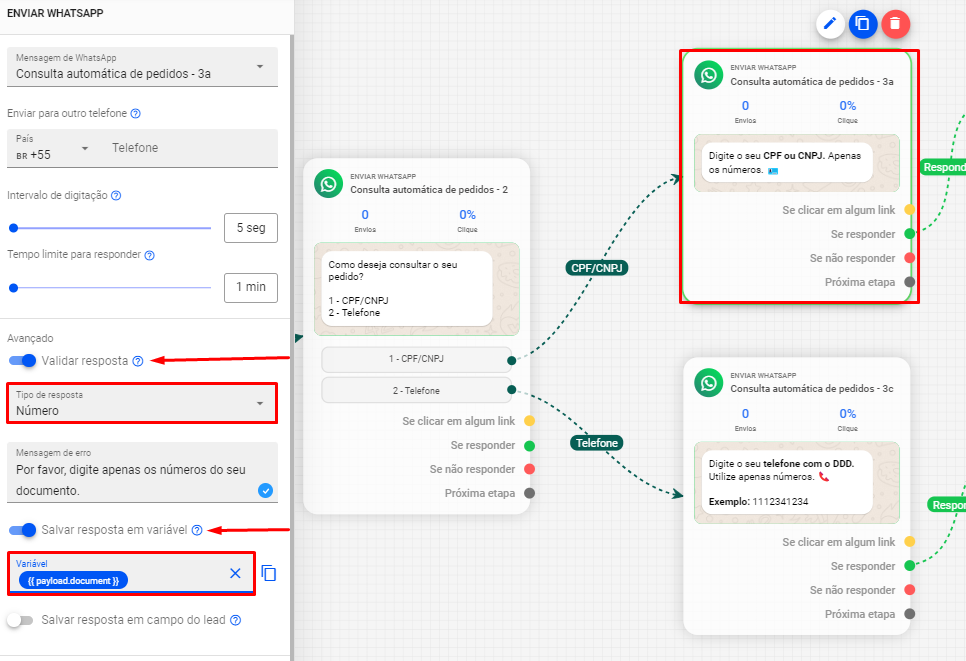 ENVIAR WHATSAPP
Mensagem de WhatsApp
Consulta automática de pedidos - 3a
Enviar para outro telefone
País
BR +55
Telefone
Intervalo de digitação
5 seg
Tempo limite para responder
1 min
Avançado
Validar resposta
Tipo de resposta
Número
Mensagem de erro
Por favor, digite apenas os números do seu
documento.
Salvar resposta em variável
Variável
{{ payload.document }}
Salvar resposta em campo do lead
ENVIAR WHATSAPP
Consulta automática de pedidos - 2
0
0%
Envios
Clique
Como deseja consultar o seu
pedido?
1 - CPF/CNPJ
2 - Telefone
1 - CPF/CNPJ
2 - Telefone
Se clicar em algum link
Se responder
Se não responder
Próxima etapa
CPF/CNPJ
Telefone
ENVIAR WHATSAPP
Consulta automática de pedidos - 3a
0
0%
Envios
Clique
Digite o seu CPF ou CNPJ. Apenas
os números.
Se clicar em algum link
Se responder
Se não responder
Próxima etapa
Respond
ENVIAR WHATSAPP
Consulta automática de pedidos - 3c
0
0%
Envios
Clique
Digite o seu telefone com o DDD.
Utilize apenas números.
Exemplo: 1112341234
Se clicar em algum link
Se responder
Se não responder
Próxima etapa
Respor